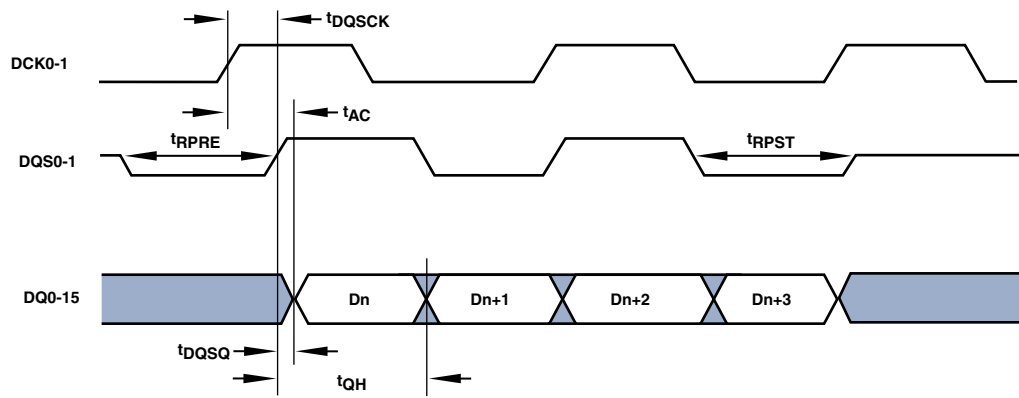 tDQSCK
DCK0-1
tAC
tRPRE
tRPST
DQS0-1
DQ0-15
Dn
Dn+1
Dn+2
Dn+3
tDQSQ
tQH